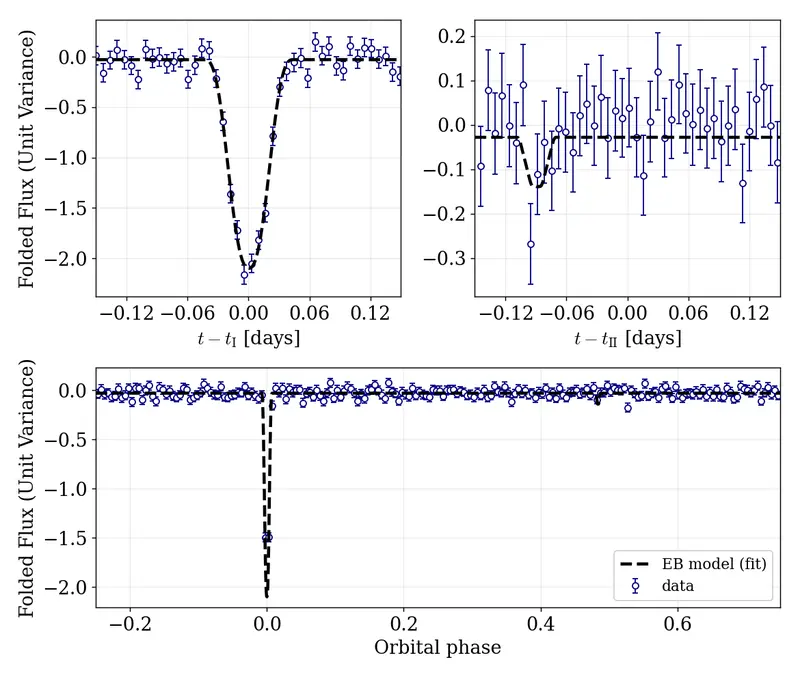 Folded Flux (Unit Variance)
0.0
−0.5
−1.0
−1.5
−2.0
−0.12 −0.06 0.00 0.06 0.12
t − tI [days]
0.2
0.1
0.0
−0.1
−0.2
−0.3
−0.12 −0.06 0.00 0.06 0.12
t − tII [days]
Folded Flux (Unit Variance)
0.0
−0.5
−1.0
−1.5
−2.0
−0.2 0.0 0.2 0.4 0.6
Orbital phase
EB model (fit)
data